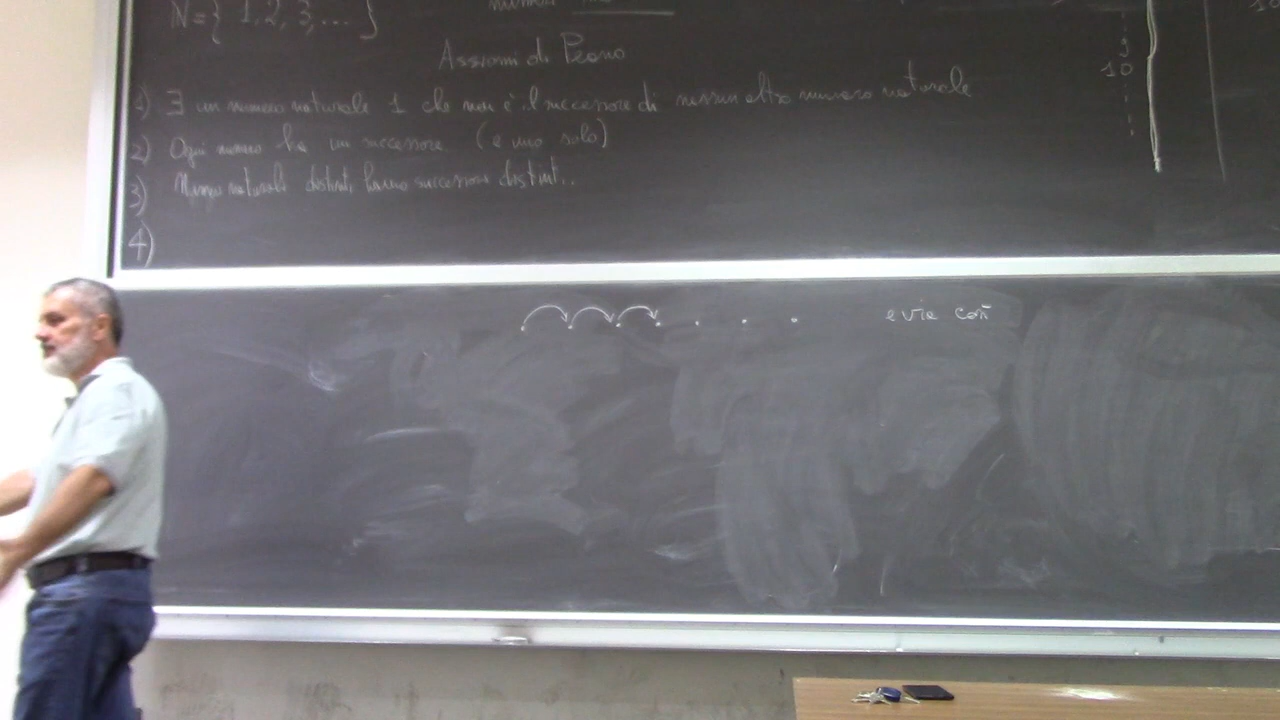 N = { 1, 2, 3, ... }
Assiomi di Peano
1) ∃ un numero naturale 1 che non è il successore di nessun altro numero naturale
2) Ogni numero ha un successore (e uno solo)
3) Numeri naturali distinti hanno successori distinti.
4)
9
10
e via così